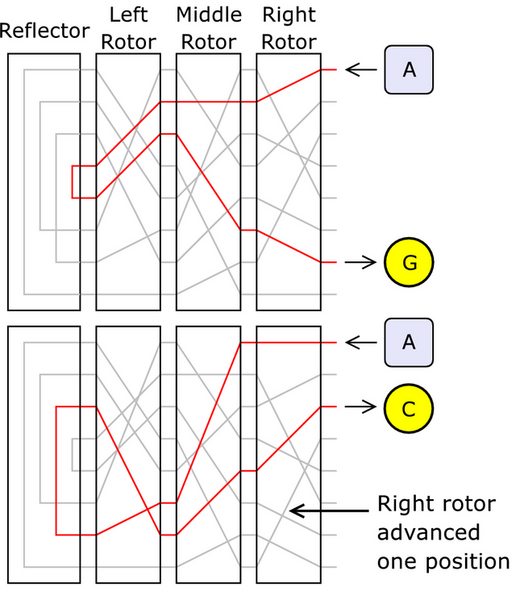 Reflector
Left
Rotor
Middle
Rotor
Right
Rotor
A
G
A
C
Right rotor
advanced
one position